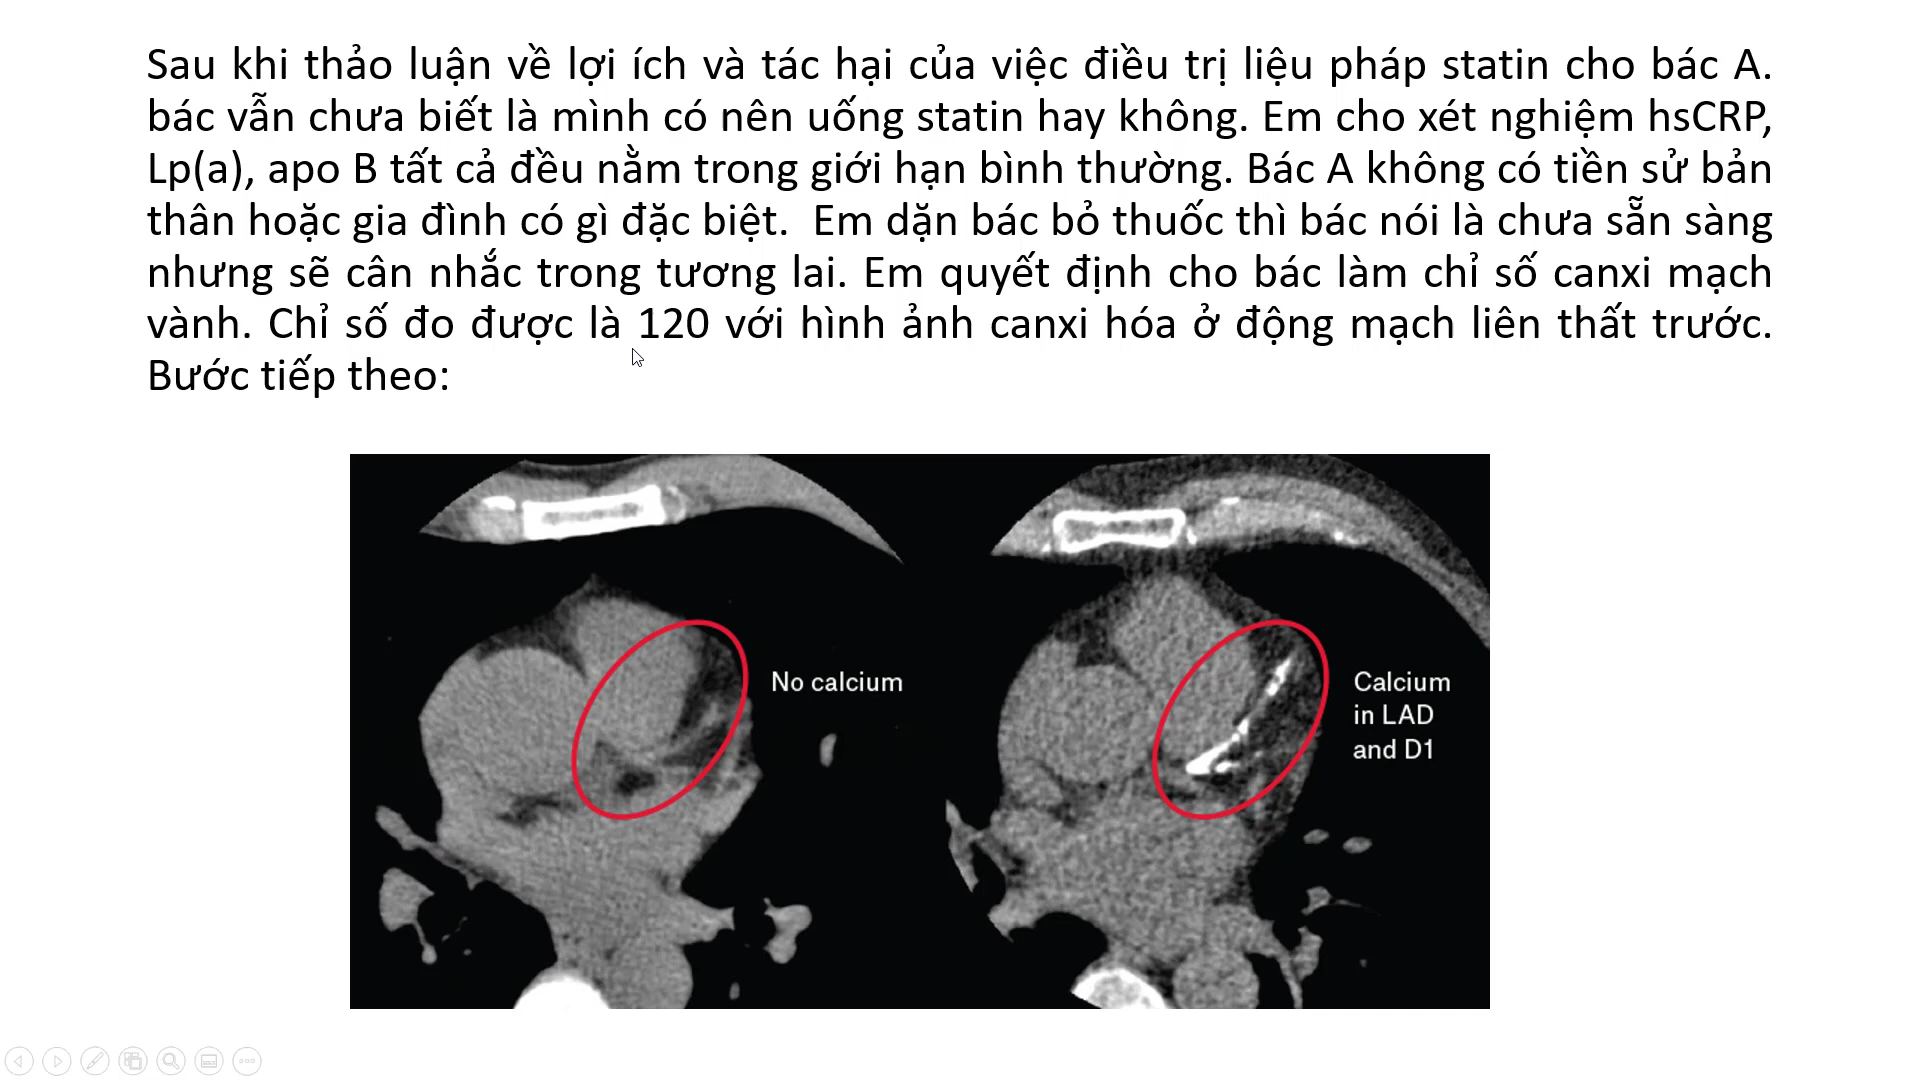 Sau khi thảo luận về lợi ích và tác hại của việc điều trị liệu pháp statin cho bác A.
bác vẫn chưa biết là mình có nên uống statin hay không. Em cho xét nghiệm hsCRP,
Lp(a), apo B tất cả đều nằm trong giới hạn bình thường. Bác A không có tiền sử bản
thân hoặc gia đình có gì đặc biệt. Em dặn bác bỏ thuốc thì bác nói là chưa sẵn sàng
nhưng sẽ cân nhắc trong tương lai. Em quyết định cho bác làm chỉ số canxi mạch
vành. Chỉ số đo được là 120 với hình ảnh canxi hóa ở động mạch liên thất trước.
Bước tiếp theo:
No calcium
Calcium
in LAD
and D1